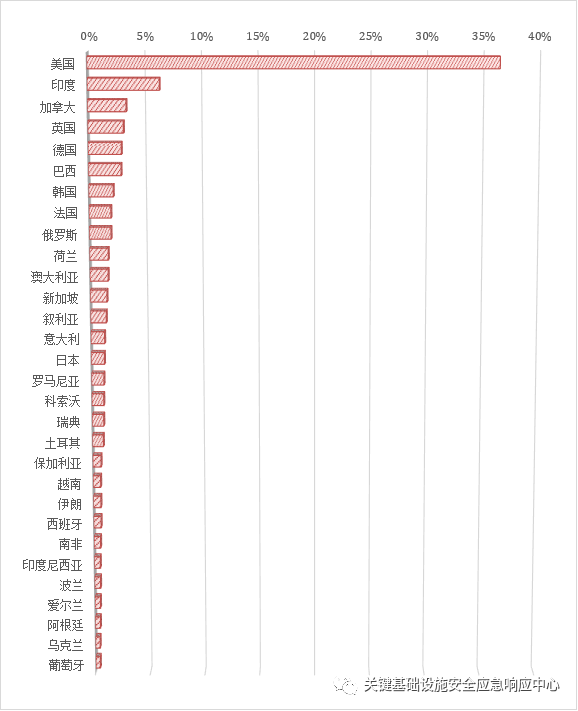 0% 5% 10% 15% 20% 25% 30% 35% 40%
美国
印度
加拿大
英国
德国
巴西
韩国
法国
俄罗斯
荷兰
澳大利亚
新加坡
叙利亚
意大利
日本
罗马尼亚
科索沃
瑞典
土耳其
保加利亚
越南
伊朗
西班牙
南非
印度尼西亚
波兰
爱尔兰
阿根廷
乌克兰
葡萄牙
关键基础设施安全应急响应中心